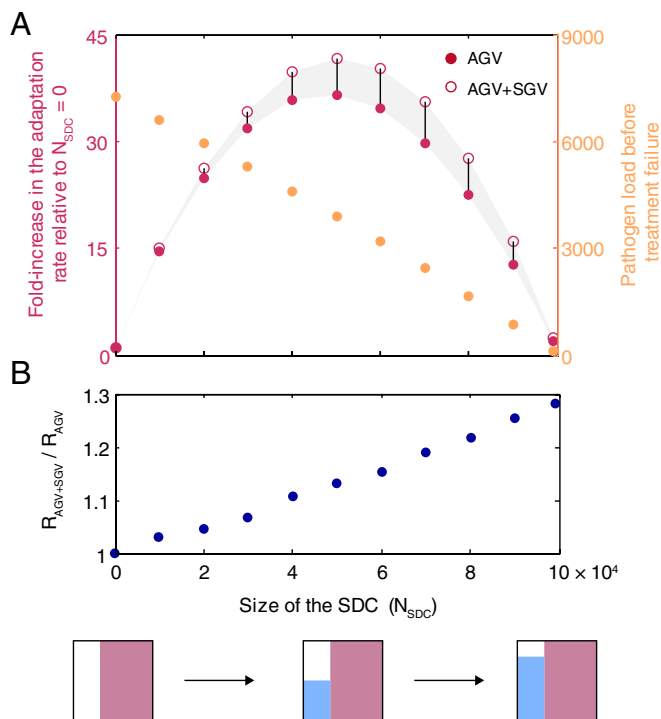 A
Fold-increase in the adaptation
rate relative to N_SDC = 0
45
30
15
0
AGV
AGV+SGV
9000
6000
3000
0
Pathogen load before
treatment failure
B
R_AGV+SGV / R_AGV
1.3
1.2
1.1
1
0 2 4 6 8 10 × 10⁴
Size of the SDC (N_SDC)